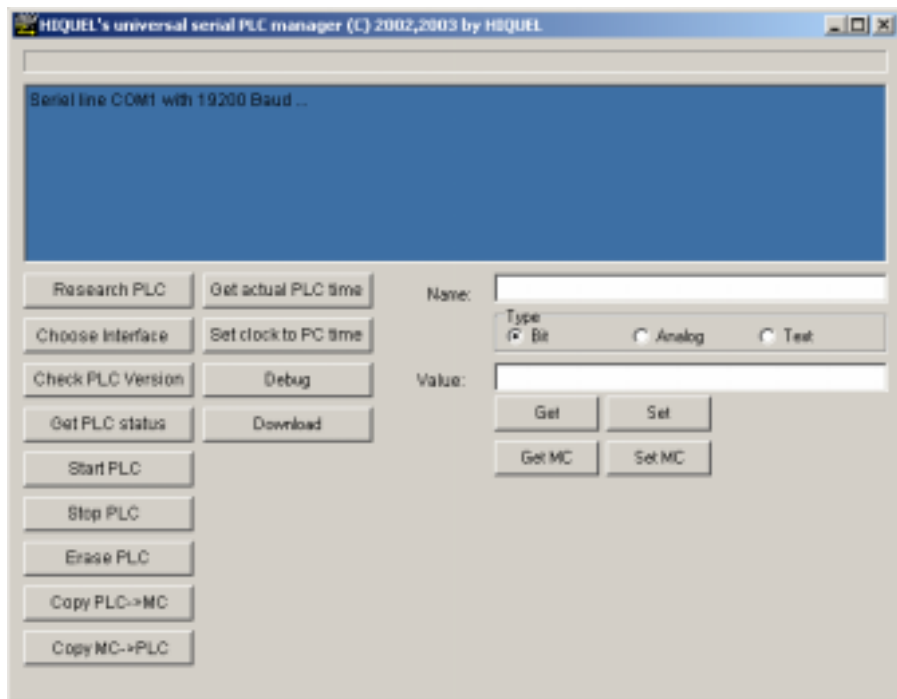 HIQUEL's universal serial PLC manager (C) 2002,2003 by HIQUEL
Seriel line COM1 with 19200 Baud ...
Research PLC
Get actual PLC time
Name:
Choose Interface
Set clock to PC time
Type
Bit
Analog
Text
Check PLC Version
Debug
Value:
Get PLC status
Download
Get
Set
Start PLC
Get MC
Set MC
Stop PLC
Erase PLC
Copy PLC->MC
Copy MC->PLC